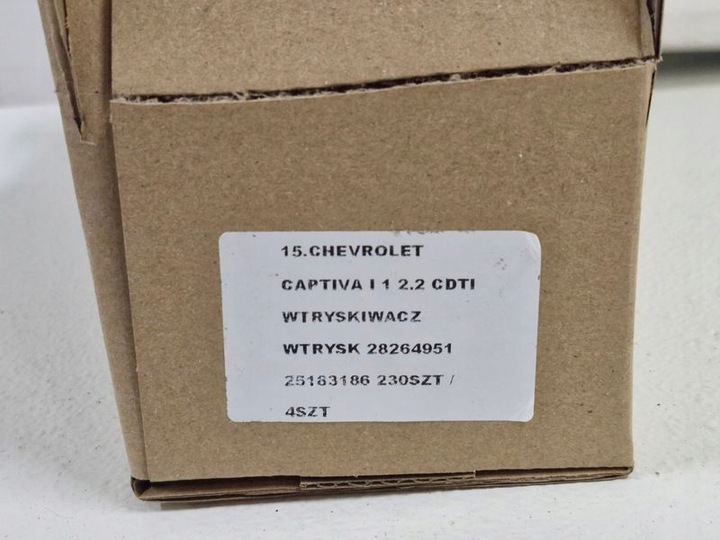 15.CHEVROLET
CAPTIVA I 1 2.2 CDTI
WTRYSKIWACZ
WTRYSK 28264951
25183186 230SZT /
4SZT